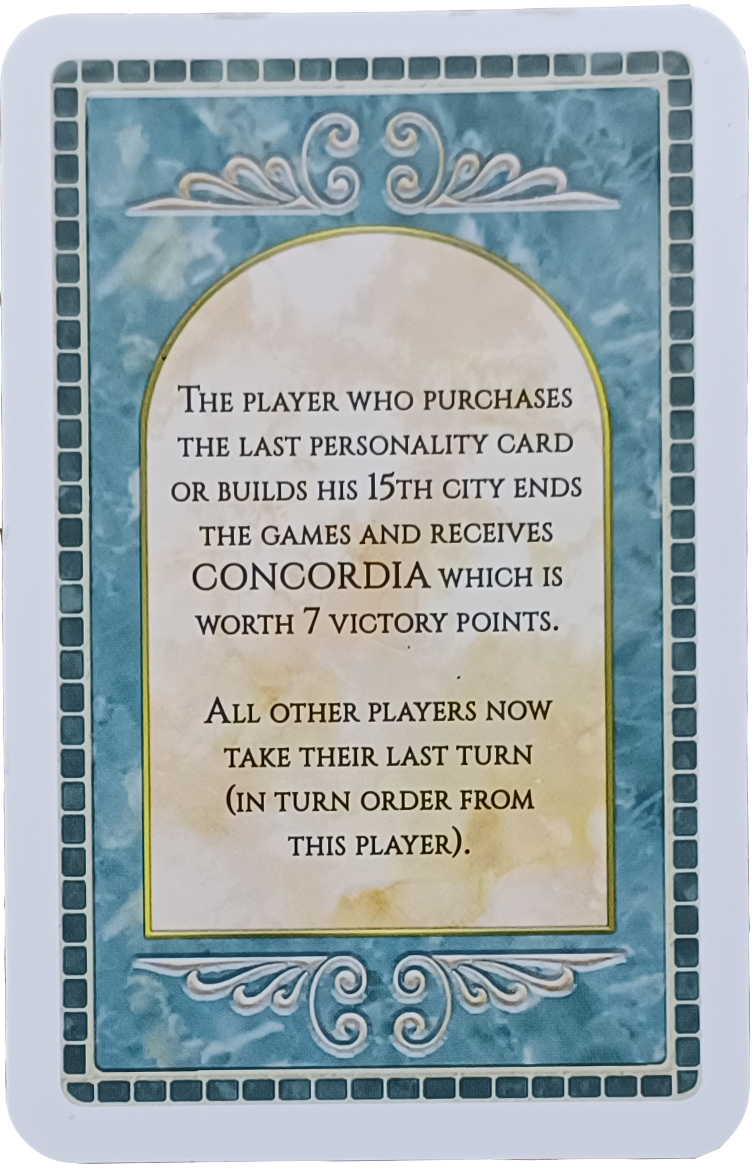 The player who purchases
the last personality card
or builds his 15th city ends
the games and receives
CONCORDIA which is
worth 7 victory points.
All other players now
take their last turn
(in turn order from
this player).